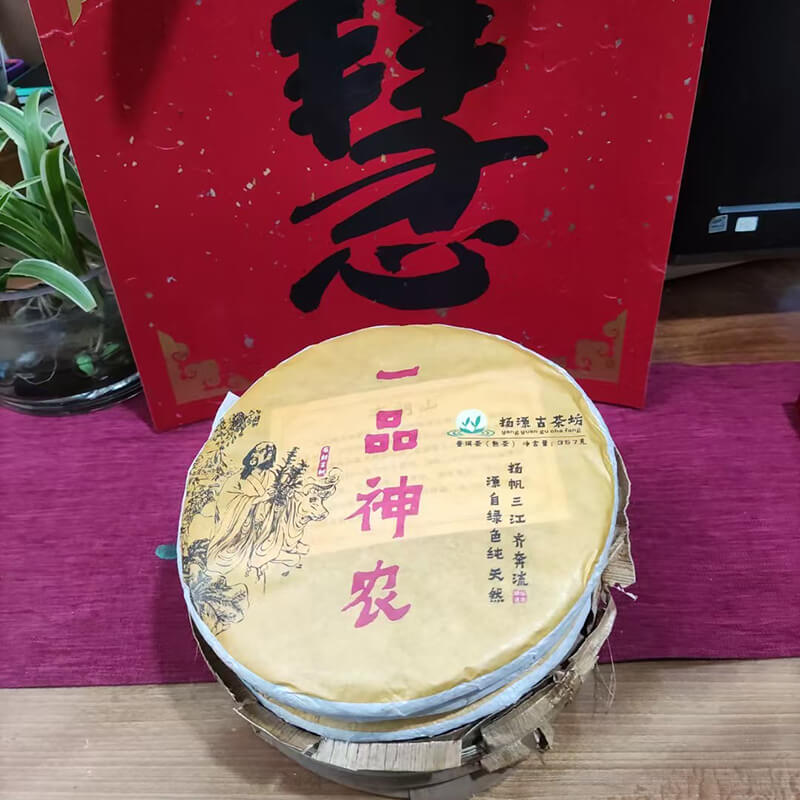 慧
一品神农
扬源古茶坊
yang yuan gu cha fang
普洱茶(熟茶) 净含量:357克
扬帆三江齐奔流
源自绿色纯天然